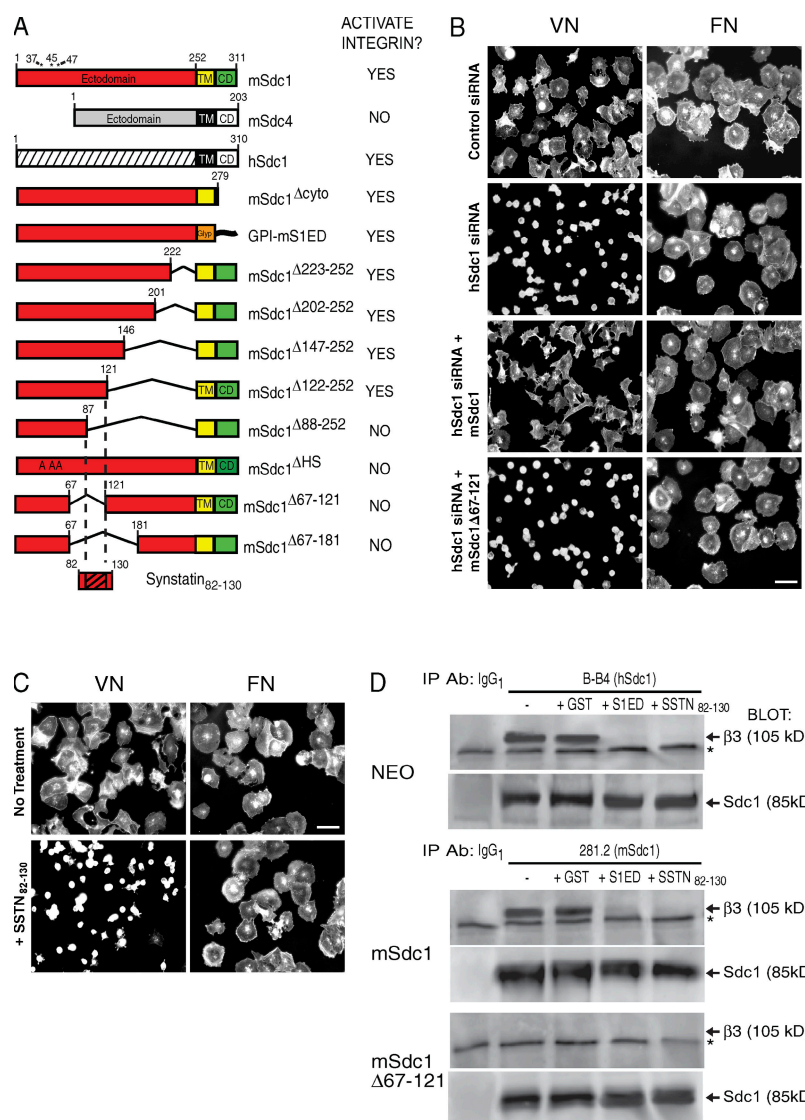 A
ACTIVATE
INTEGRIN?
1 37 45 47 252 311
Ectodomain TM CD mSdc1 YES
1 203
Ectodomain TM CD mSdc4 NO
1 310
TM CD hSdc1 YES
279
mSdc1Δcyto YES
Glyp GPI-mS1ED YES
222
mSdc1Δ223-252 YES
201
mSdc1Δ202-252 YES
146
mSdc1Δ147-252 YES
121
TM CD mSdc1Δ122-252 YES
87
mSdc1Δ88-252 NO
A AA TM CD mSdc1ΔHS NO
67 121
TM CD mSdc1Δ67-121 NO
67 181
mSdc1Δ67-181 NO
82 130
Synstatin82-130
B
VN FN
Control siRNA
hSdc1 siRNA
hSdc1 siRNA +
mSdc1
hSdc1 siRNA +
mSdc1Δ67-121
C
VN FN
No Treatment
+ SSTN82-130
D
IP Ab: IgG1 B-B4 (hSdc1)
- + GST + S1ED + SSTN82-130
BLOT:
β3 (105 kD
*
NEO
Sdc1 (85kD
IP Ab: IgG1 281.2 (mSdc1)
- + GST + S1ED + SSTN82-130
β3 (105 kD
*
mSdc1
Sdc1 (85kD
β3 (105 kD
*
mSdc1
Δ67-121
Sdc1 (85kD